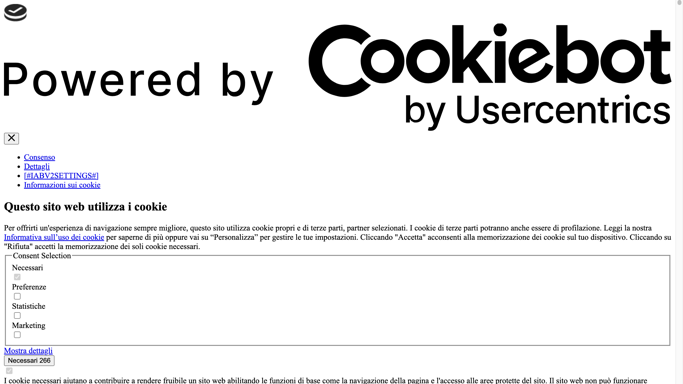 Powered by Cookiebot
by Usercentrics
Consenso
Dettagli
[#IABV2SETTINGS#]
Informazioni sui cookie
Questo sito web utilizza i cookie
Per offrirti un'esperienza di navigazione sempre migliore, questo sito utilizza cookie propri e di terze parti, partner selezionati. I cookie di terze parti potranno anche essere di profilazione. Leggi la nostra
Informativa sull’uso dei cookie per saperne di più oppure vai su “Personalizza” per gestire le tue impostazioni. Cliccando "Accetta" acconsenti alla memorizzazione dei cookie sul tuo dispositivo. Cliccando su
"Rifiuta" accetti la memorizzazione dei soli cookie necessari.
Consent Selection
Necessari
Preferenze
Statistiche
Marketing
Mostra dettagli
Necessari 266
I cookie necessari aiutano a contribuire a rendere fruibile un sito web abilitando le funzioni di base come la navigazione della pagina e l'accesso alle aree protette del sito. Il sito web non può funzionare